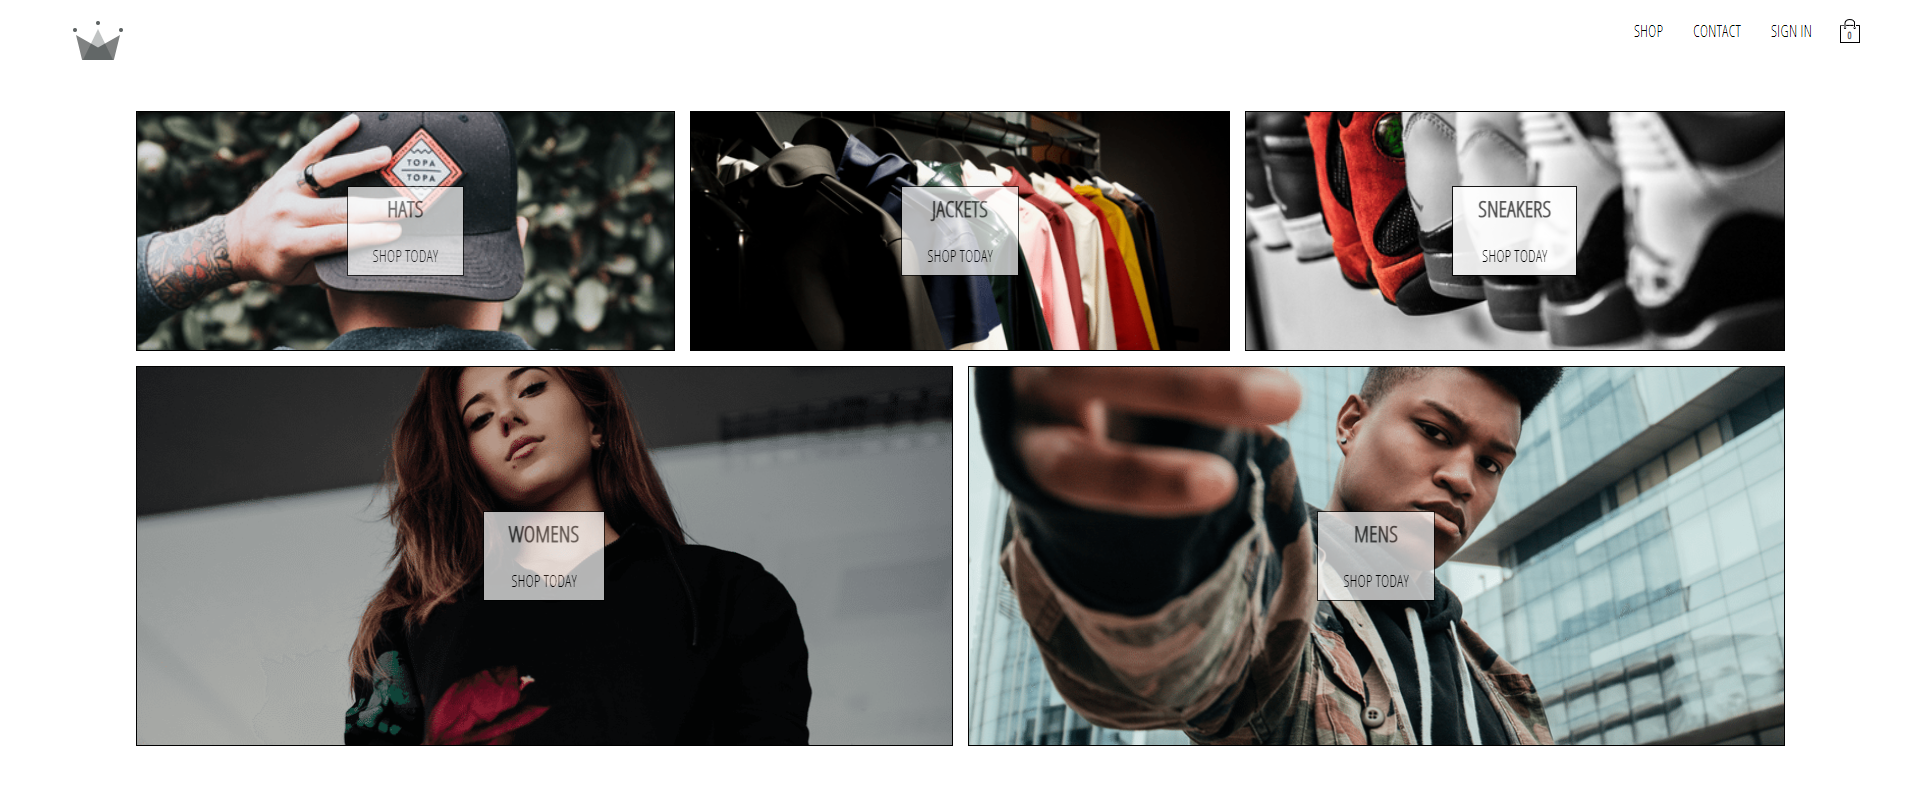 SHOP CONTACT SIGN IN 0
TOPA
TOPA
HATS
SHOP TODAY
JACKETS
SHOP TODAY
SNEAKERS
SHOP TODAY
WOMENS
SHOP TODAY
MENS
SHOP TODAY